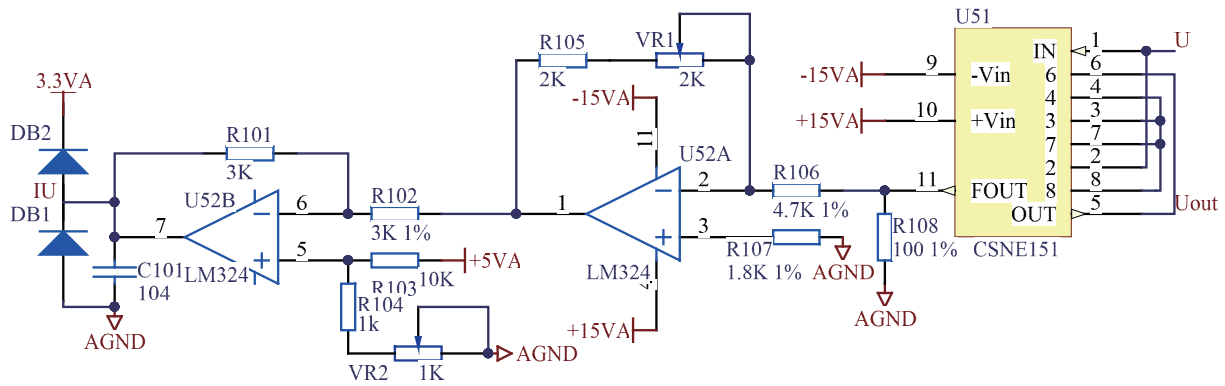 3.3VA
DB2
IU
DB1
R101
3K
U52B
6
5
7
LM324
C101
104
AGND
R102
3K 1%
+5VA
10K
R103
R104
1k
VR2
1K
AGND
R105
2K
VR1
2K
-15VA
11
U52A
1
2
3
LM324
4
+15VA
R106
4.7K 1%
R107
1.8K 1%
AGND
R108
100 1%
AGND
U51
-15VA
9
-Vin
+15VA
10
+Vin
11
FOUT
IN
6
4
3
7
2
8
OUT
1
6
4
3
7
2
8
5
U
Uout
CSNE151